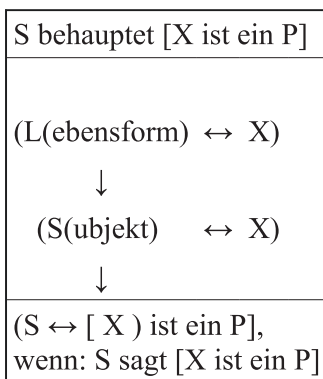 S behauptet [X ist ein P]
(L(ebensform) ↔ X)
↓
(S(ubjekt) ↔ X)
↓
(S ↔ [ X ) ist ein P],
wenn: S sagt [X ist ein P]